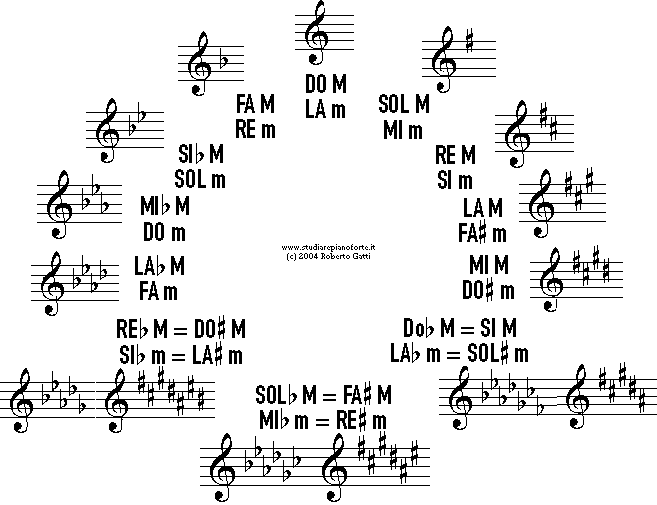 DO M
LA m
FA M
RE m
SOL M
MI m
SI♭ M
SOL m
RE M
SI m
MI♭ M
DO m
LA M
FA♯ m
www.studiarepianoforte.it
(c) 2004 Roberto Gatti
LA♭ M
FA m
MI M
DO♯ m
RE♭ M = DO♯ M
SI♭ m = LA♯ m
Do♭ M = SI M
LA♭ m = SOL♯ m
SOL♭ M = FA♯ M
MI♭ m = RE♯ m